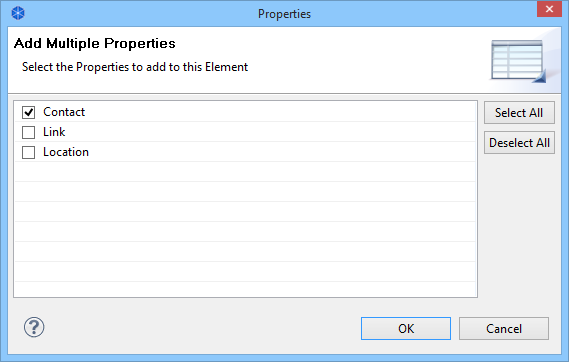 Properties
Add Multiple Properties
Select the Properties to add to this Element
Contact
Link
Location
Select All
Deselect All
OK
Cancel